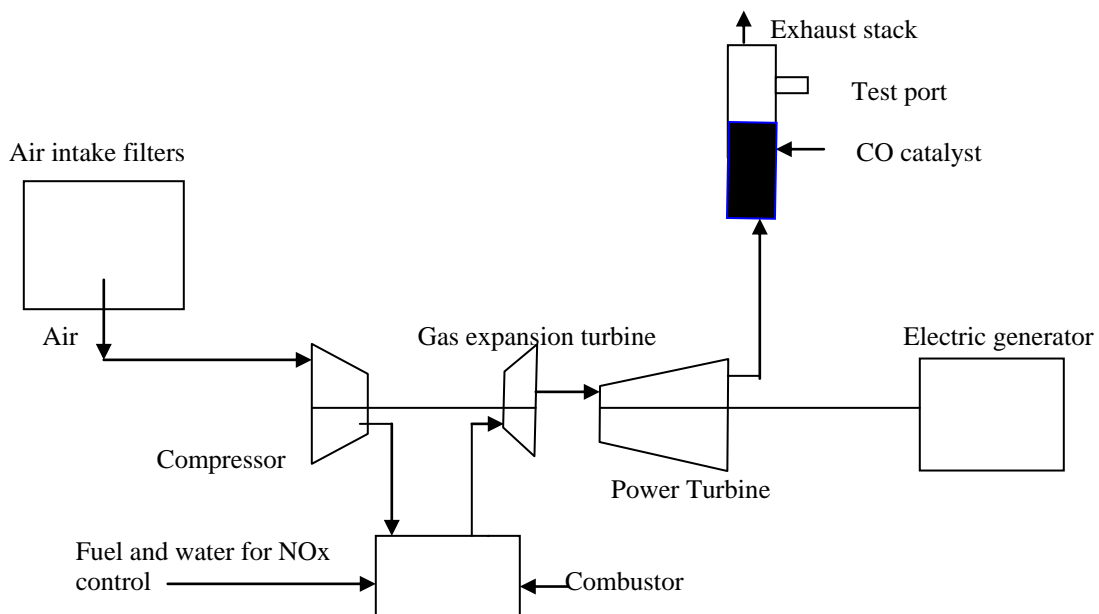 Exhaust stack
Test port
Air intake filters
CO catalyst
Air
Gas expansion turbine
Electric generator
Compressor
Power Turbine
Fuel and water for NOx
control
Combustor